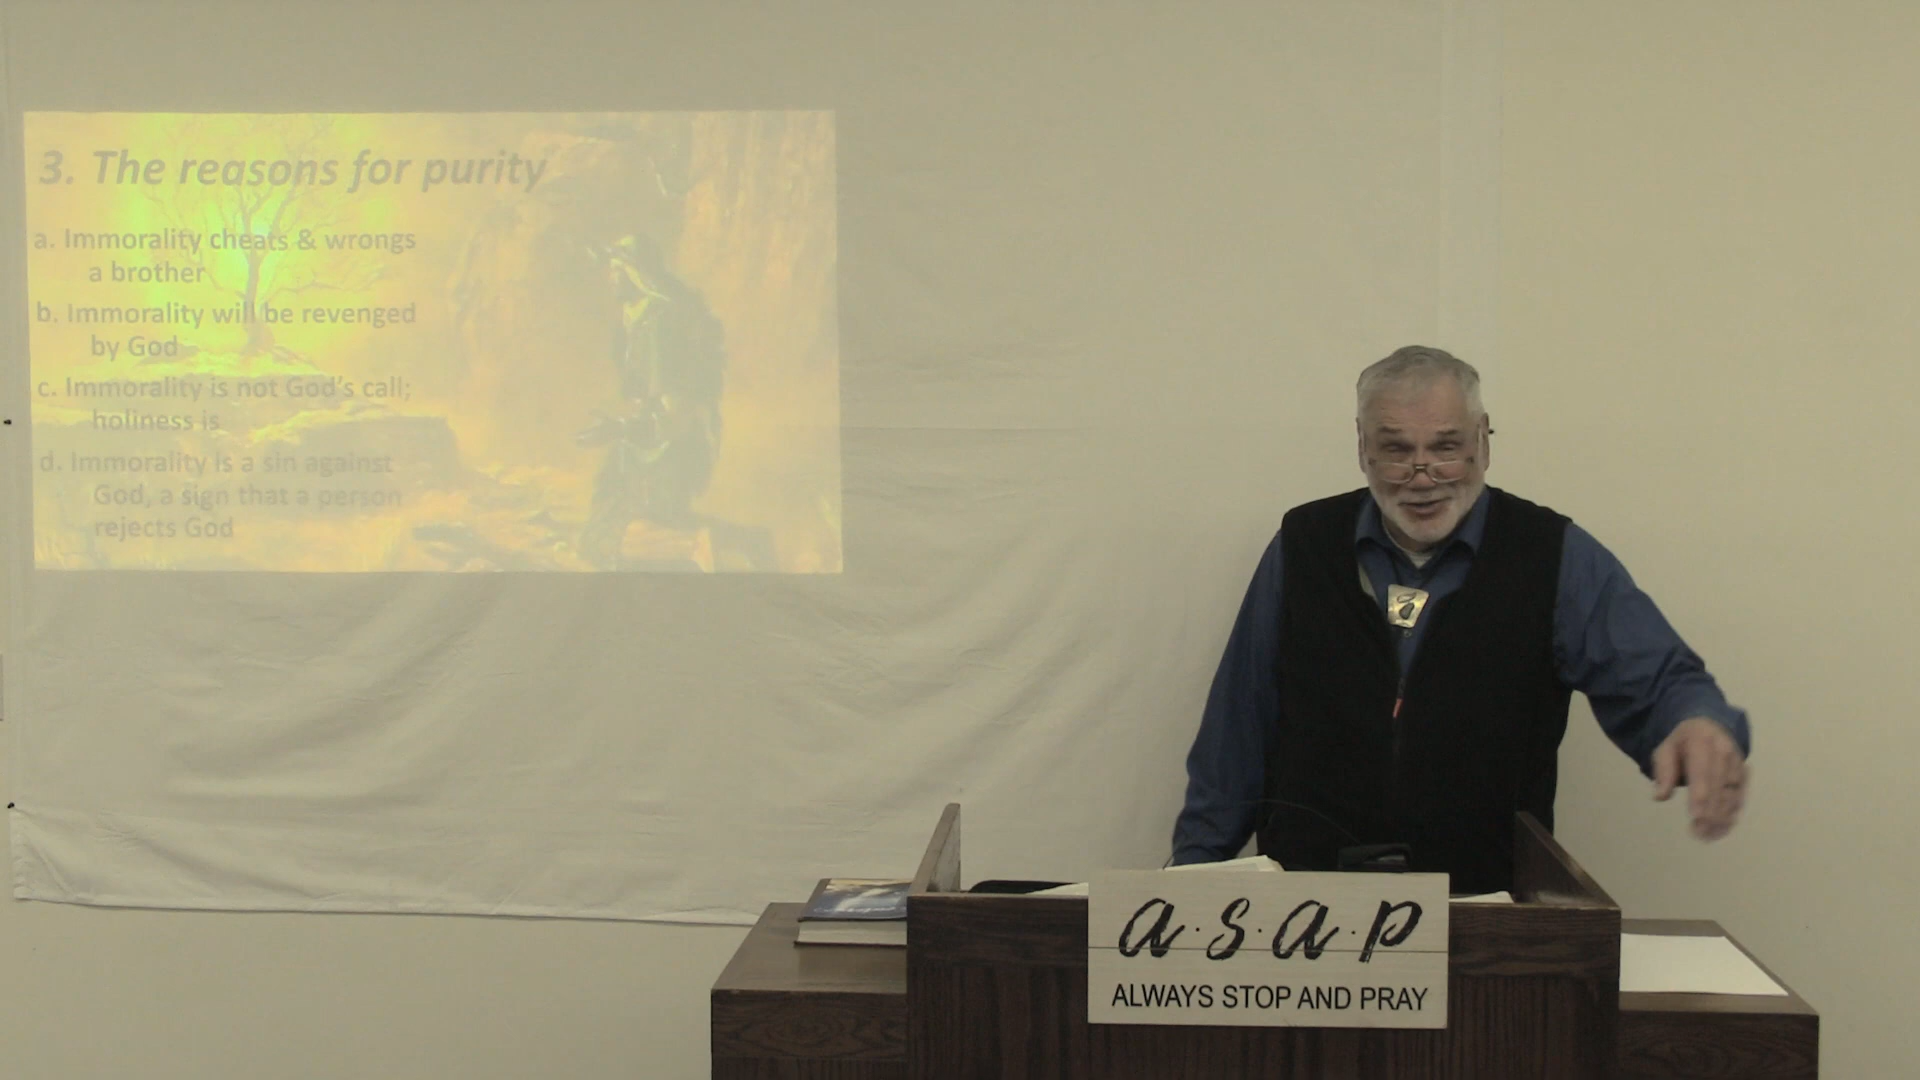 3. The reasons for purity
a. Immorality cheats & wrongs
a brother
b. Immorality will be revenged
by God
c. Immorality is not God's call;
holiness is
d. Immorality is a sin against
God, a sign that a person
rejects God
a.s.a.p
ALWAYS STOP AND PRAY